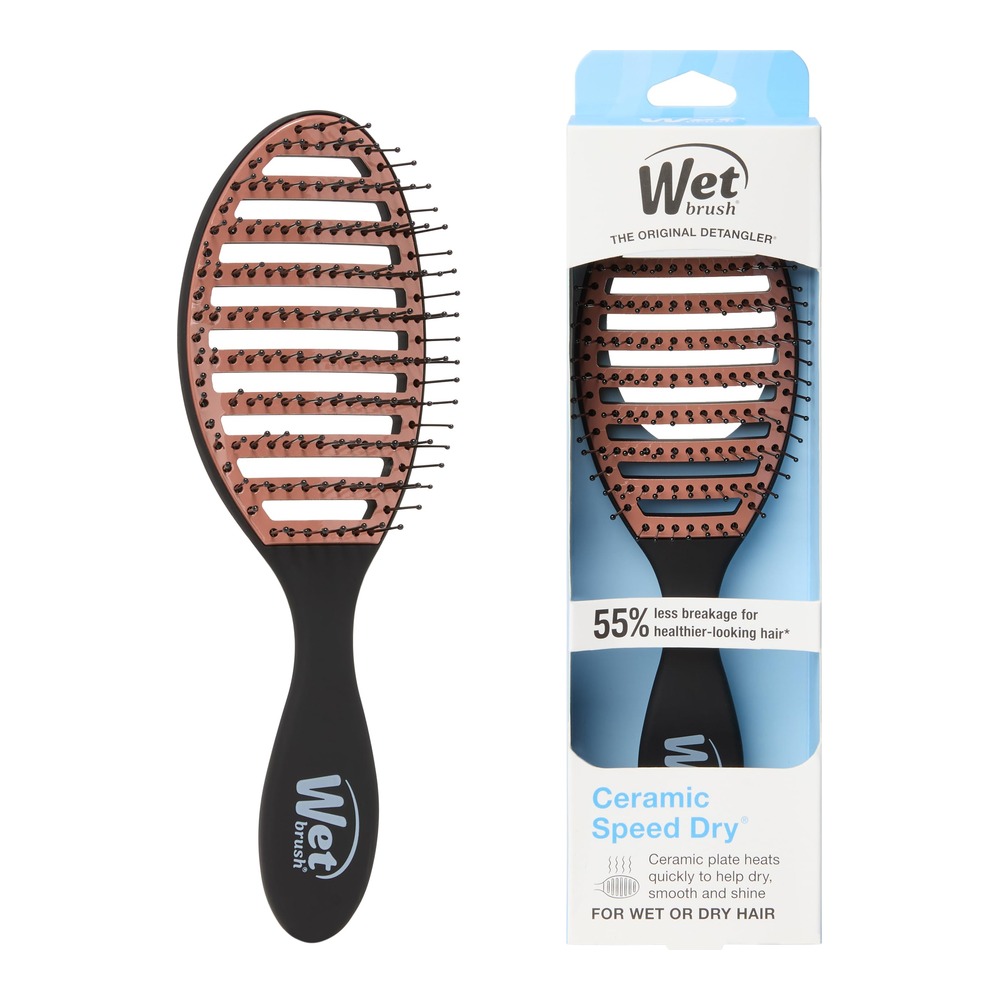 Wet
brush®
Wet
brush®
THE ORIGINAL DETANGLER®
55% less breakage for
healthier-looking hair*
Ceramic
Speed Dry®
Ceramic plate heats
quickly to help dry,
smooth and shine
FOR WET OR DRY HAIR